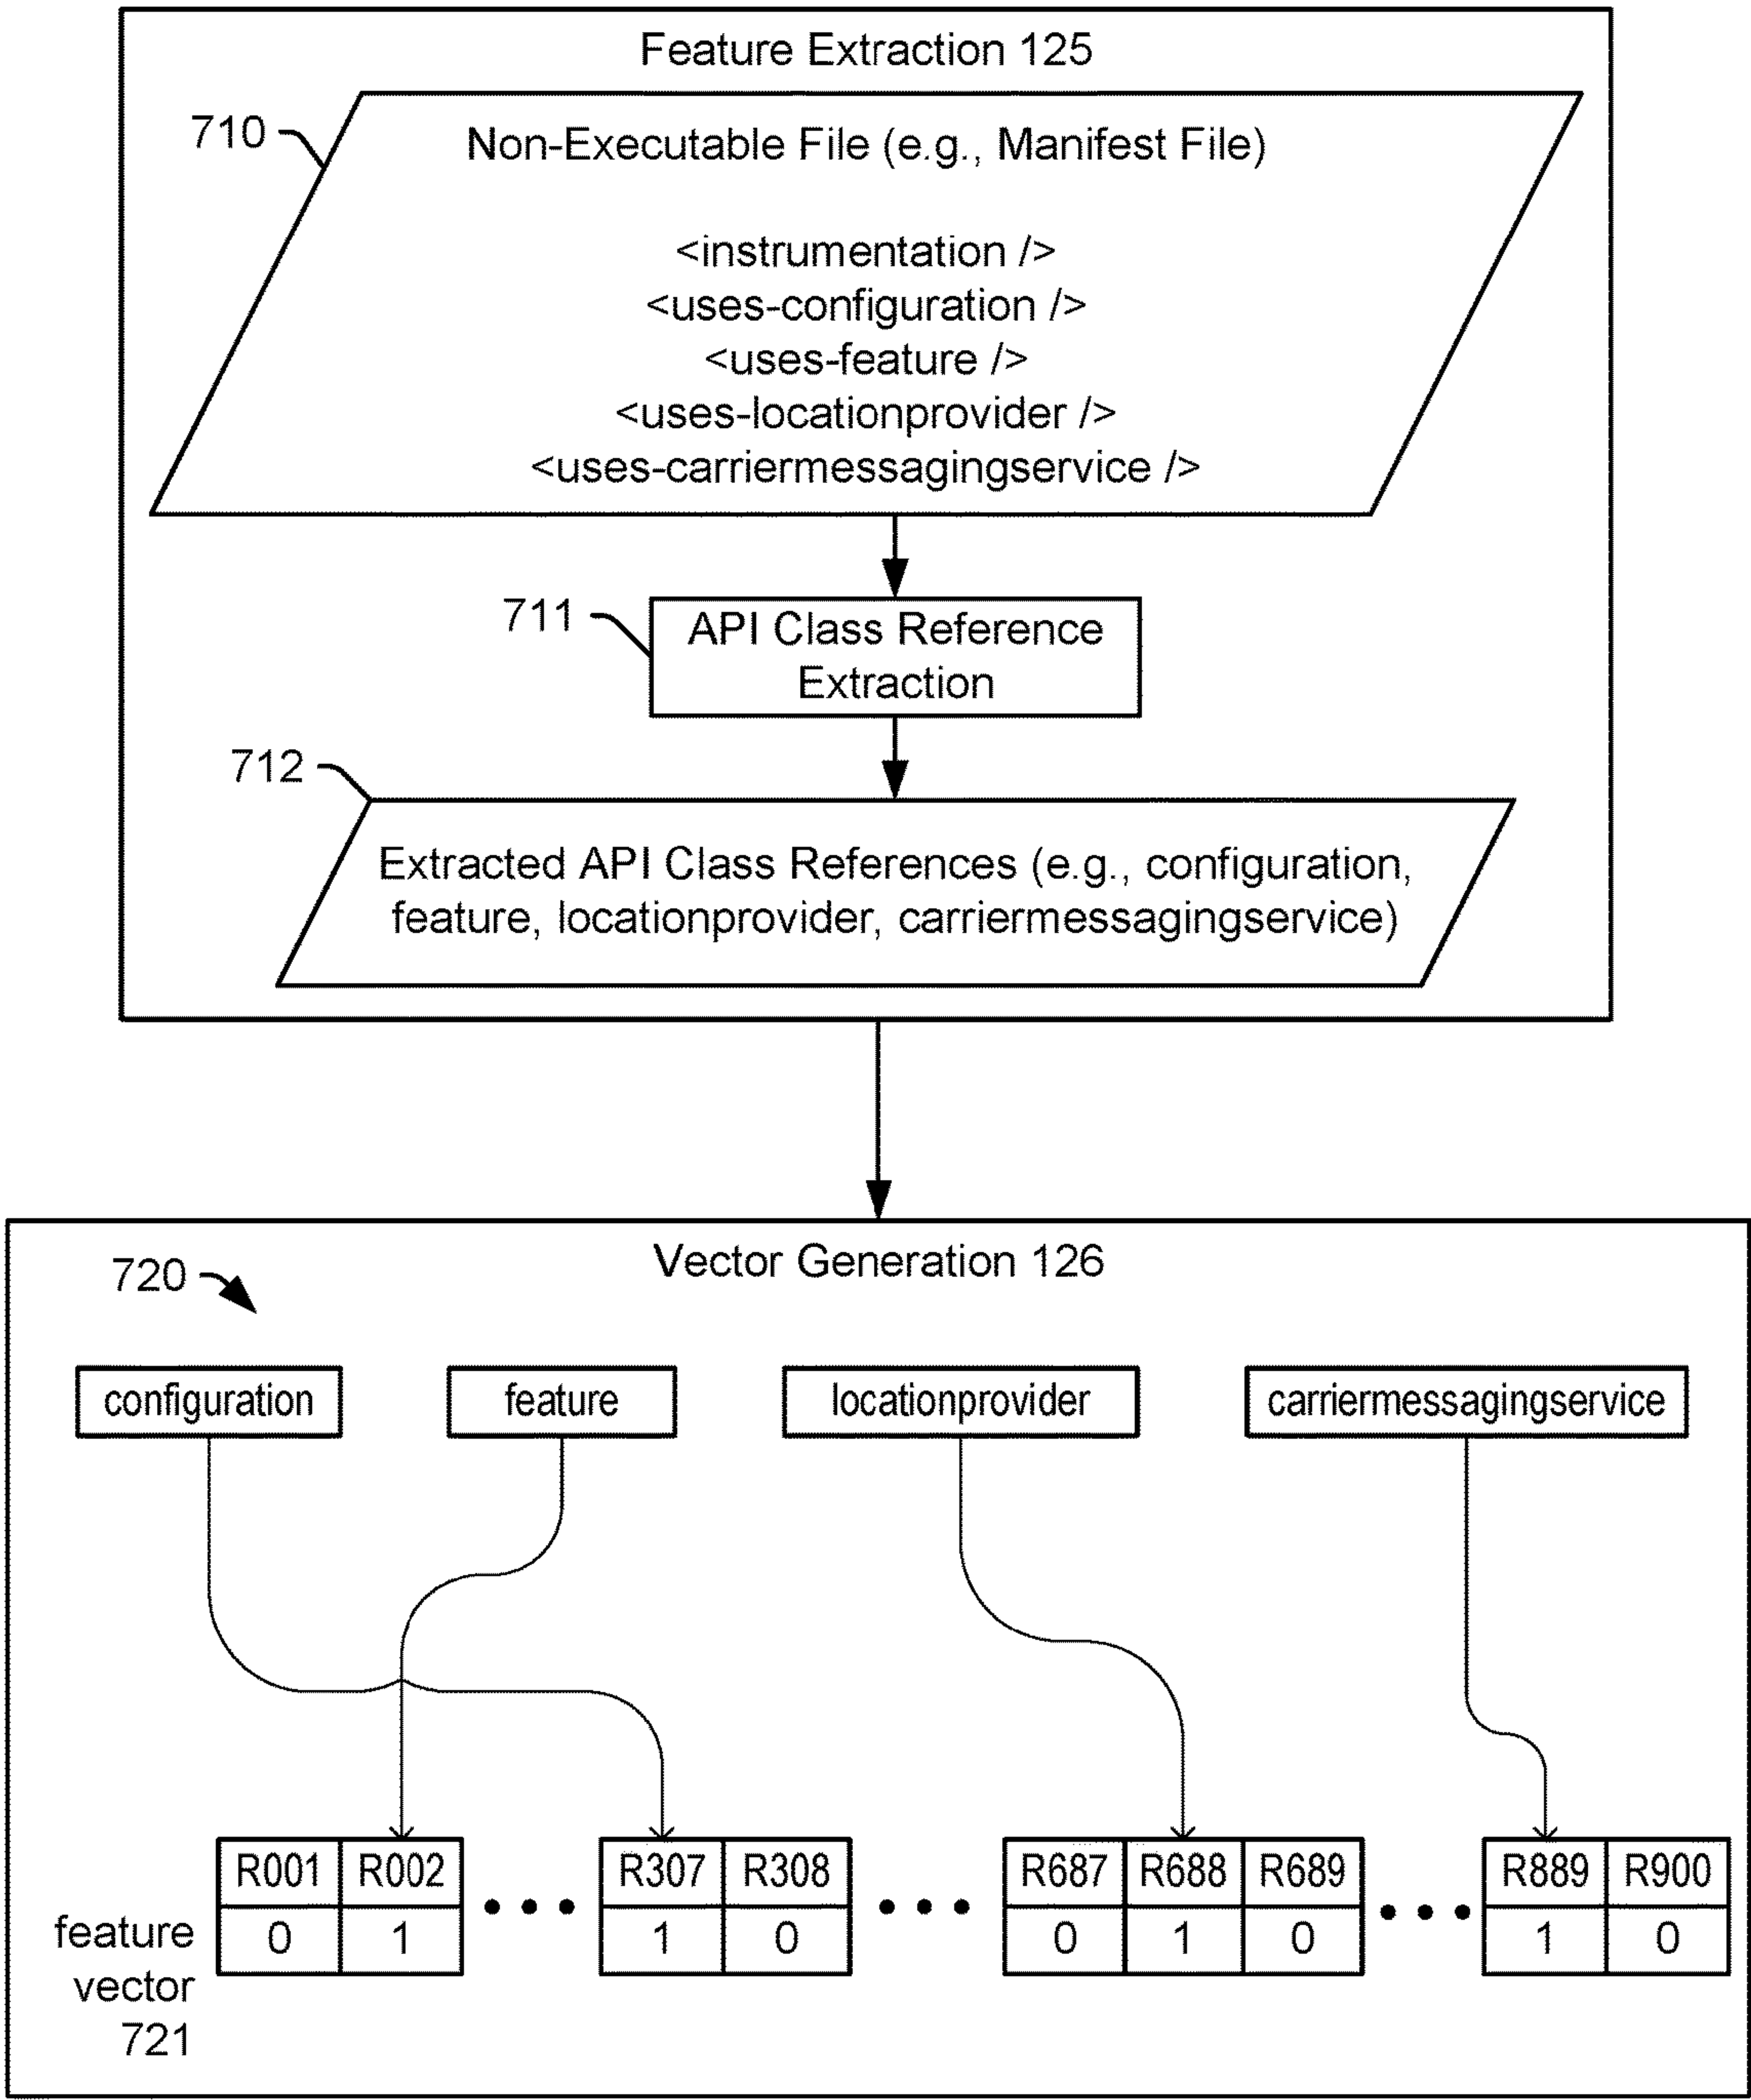 Feature Extraction 125
710
Non-Executable File (e.g., Manifest File)
<instrumentation />
<uses-configuration />
<uses-feature />
<uses-locationprovider />
<uses-carriermessagingservice />
711
API Class Reference
Extraction
712
Extracted API Class References (e.g., configuration,
feature, locationprovider, carriermessagingservice)
Vector Generation 126
720
configuration feature locationprovider carriermessagingservice
R001 R002 R307 R308 R687 R688 R689 R889 R900
0 1 1 0 0 1 0 1 0
feature
vector
721